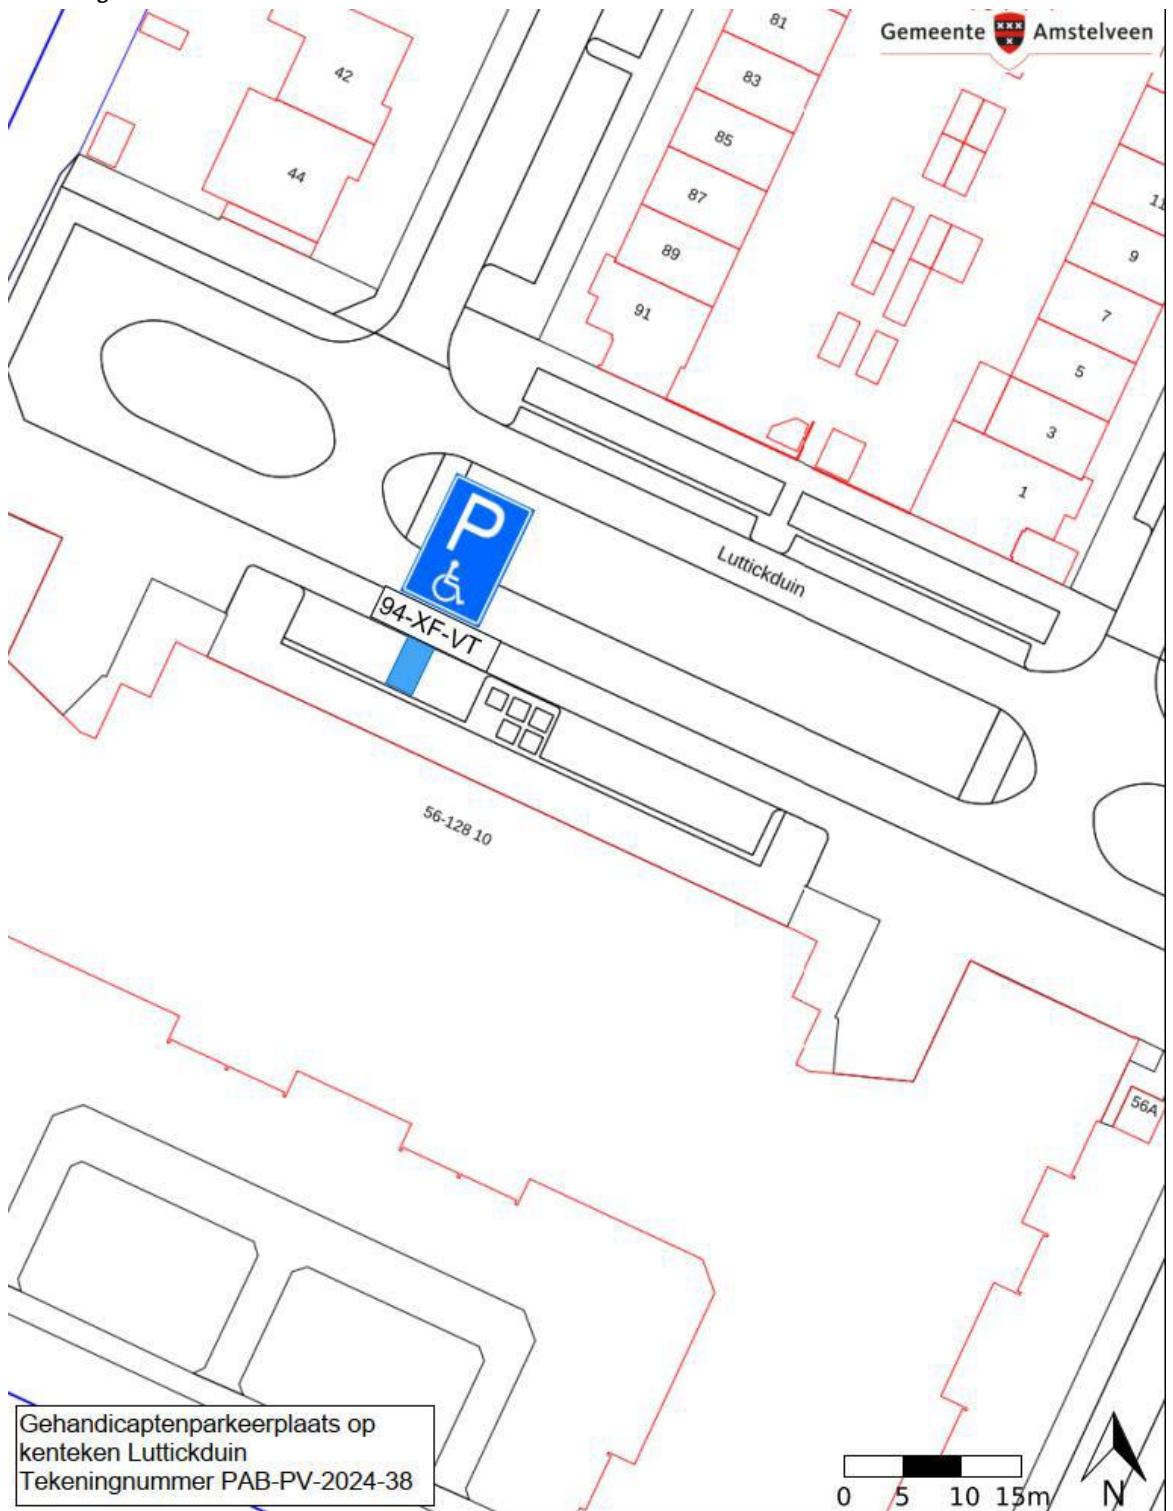 Gemeente Amstelveen
81
83
85
87
89
91
42
44
11
9
7
5
3
1
Luttickduin
P
94-XF-VT
56-128 10
56A
Gehandicaptenparkeerplaats op
kenteken Luttickduin
Tekeningnummer PAB-PV-2024-38
0 5 10 15m
N